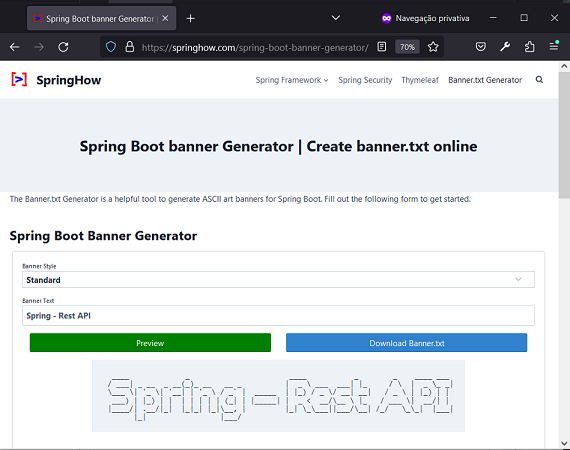 Spring Boot banner Generator |
Navegação privativa
https://springhow.com/spring-boot-banner-generator/
70%
[>] SpringHow
Spring Framework
Spring Security
Thymeleaf
Banner.txt Generator
Spring Boot banner Generator | Create banner.txt online
The Banner.txt Generator is a helpful tool to generate ASCII art banners for Spring Boot. Fill out the following form to get started.
Spring Boot Banner Generator
Banner Style
Standard
Banner Text
Spring - Rest API
Preview
Download Banner.txt
Spring - Rest API